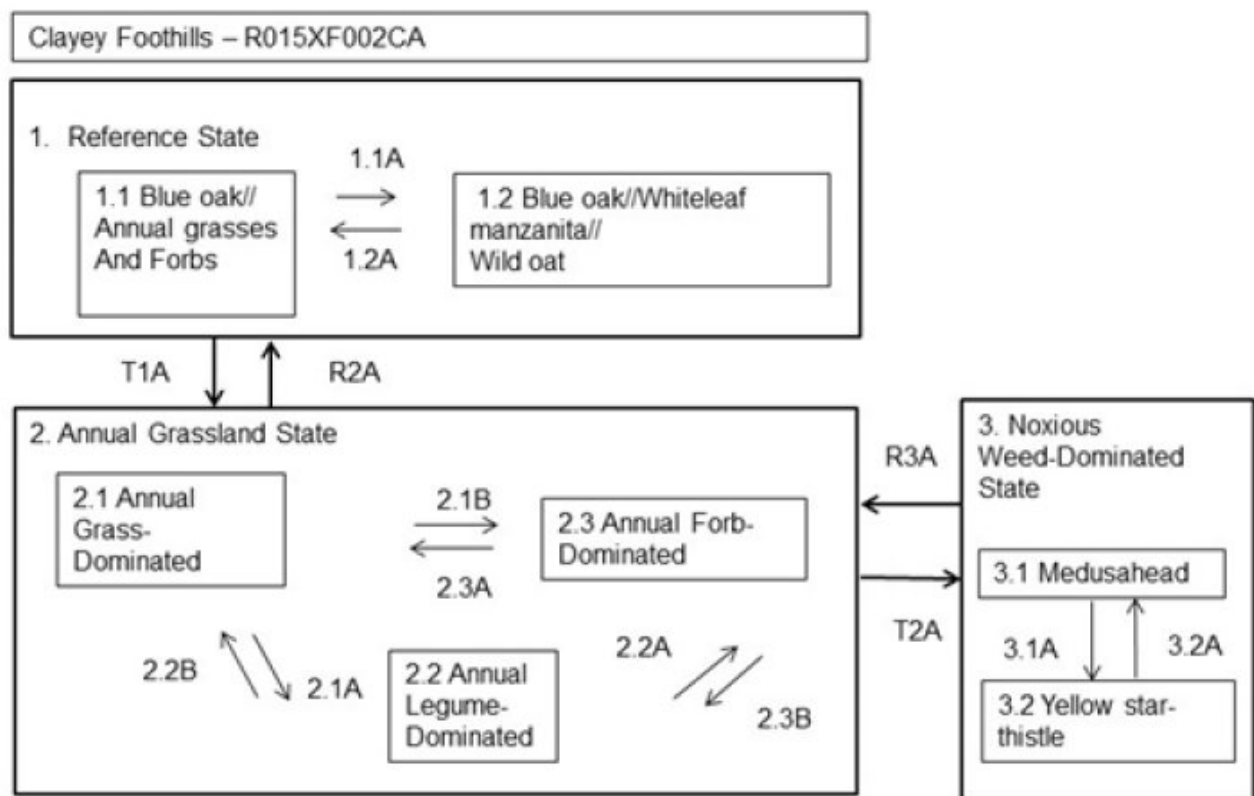 Clayey Foothills – R015XF002CA
1. Reference State
1.1A
1.1 Blue oak//
Annual grasses
And Forbs
1.2 Blue oak//Whiteleaf
manzanita//
Wild oat
1.2A
T1A
R2A
2. Annual Grassland State
2.1 Annual
Grass-
Dominated
2.1B
2.3A
2.3 Annual Forb-
Dominated
2.2B
2.1A
2.2 Annual
Legume-
Dominated
2.2A
2.3B
R3A
T2A
3. Noxious
Weed-Dominated
State
3.1 Medusahead
3.1A
3.2A
3.2 Yellow star-
thistle